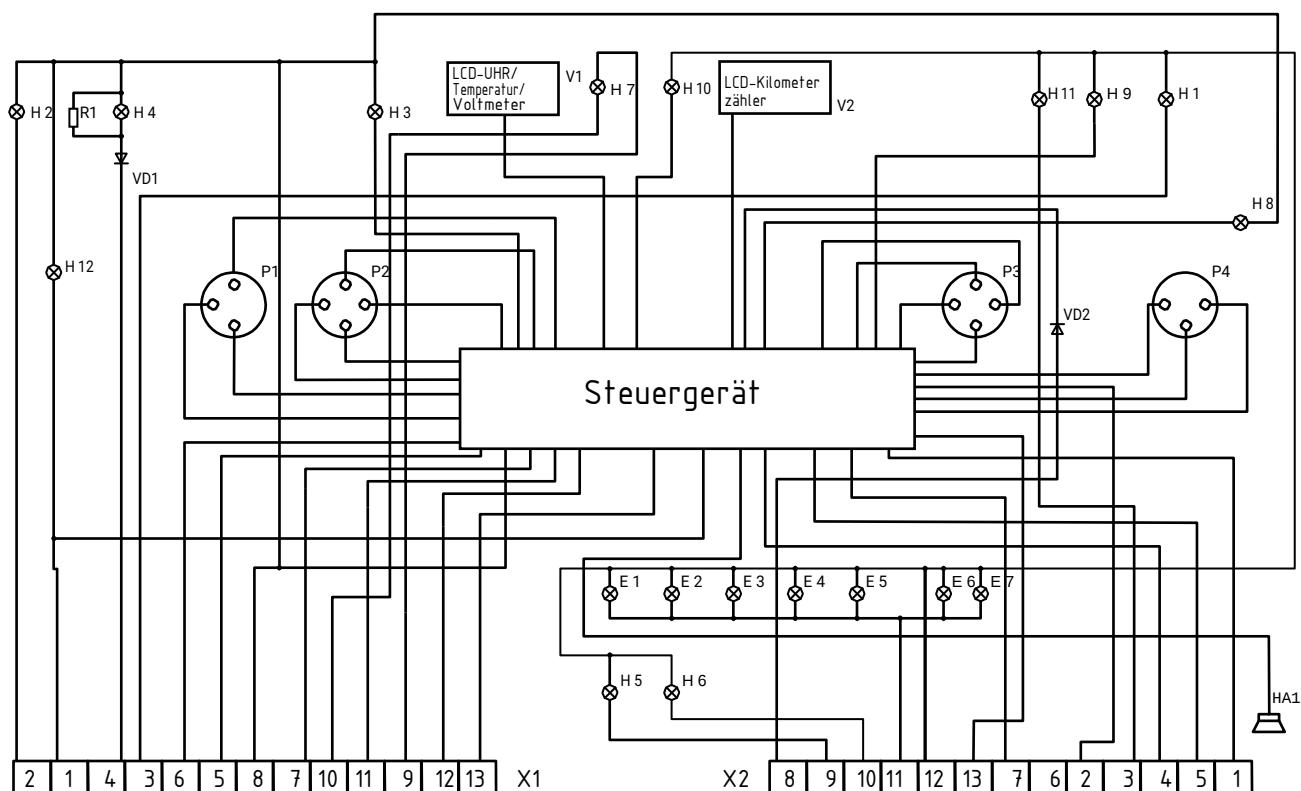 LCD-UHR/
Temperatur/
Voltmeter
V1
H 7
H 10
LCD-Kilometer
zähler
V2
H 11
H 9
H 1
H 2
R1
H 4
H 3
VD1
H 8
H 12
P1
P2
P3
P4
VD2
Steuergerät
E 1
E 2
E 3
E 4
E 5
E 6
E 7
H 5
H 6
HA1
2 1 4 3 6 5 8 7 10 11 9 12 13 X1
X2 8 9 10 11 12 13 7 6 2 3 4 5 1